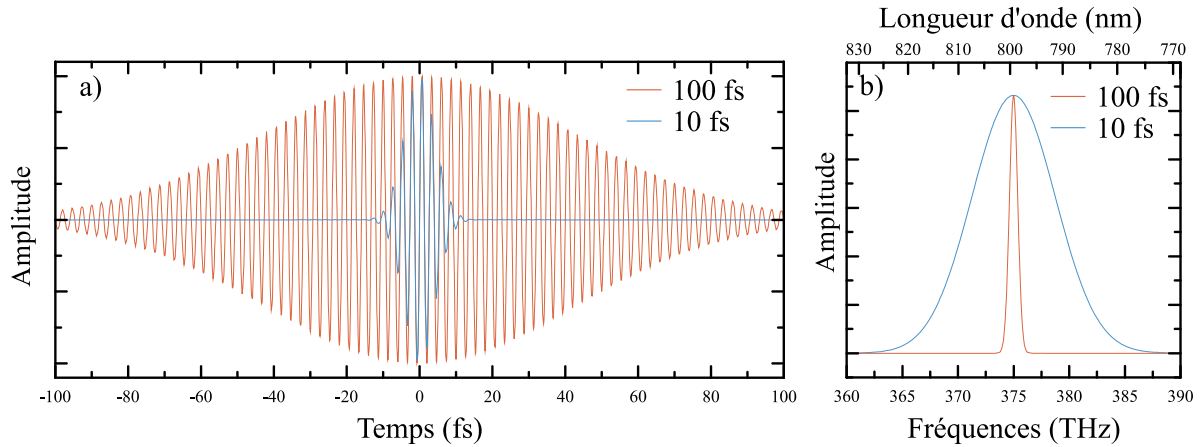 Longueur d'onde (nm)
830 820 810 800 790 780 770
a)
100 fs
10 fs
b)
100 fs
10 fs
Amplitude
Amplitude
-100 -80 -60 -40 -20 0 20 40 60 80 100
360 365 370 375 380 385 390
Temps (fs)
Fréquences (THz)